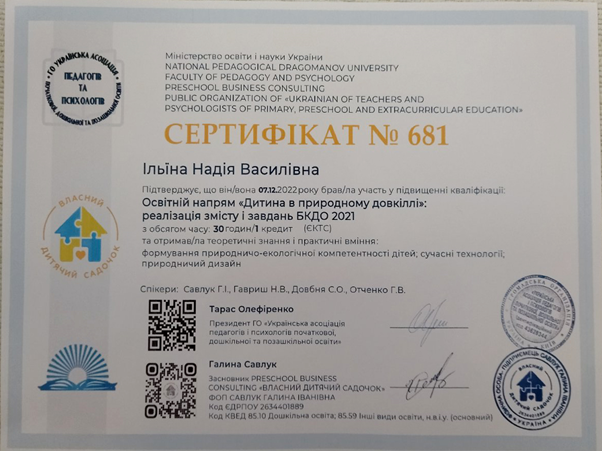 ГО УКРАЇНСЬКА АСОЦІАЦІЯ
ПЕДАГОГІВ
ТА
ПСИХОЛОГІВ
Міністерство освіти і науки України
NATIONAL PEDAGOGICAL DRAGOMANOV UNIVERSITY
FACULTY OF PEDAGOGY AND PSYCHOLOGY
PRESCHOOL BUSINESS CONSULTING
PUBLIC ORGANIZATION OF «UKRAINIAN OF TEACHERS AND
PSYCHOLOGISTS OF PRIMARY, PRESCHOOL AND EXTRACURRICULAR EDUCATION»
СЕРТИФІКАТ № 681
Ільїна Надія Василівна
Підтверджує, що він/вона 07.12.2022 року брав/ла участь у підвищенні кваліфікації:
Освітній напрям «Дитина в природному довкіллі»:
реалізація змісту і завдань БКДО 2021
з обсягом часу: 30годин/1 кредит (ЄКТС)
та отримав/ла теоретичні знання і практичні вміння:
формування природничо-екологічної компетентності дітей; сучасні технології;
природничий дизайн
ВЛАСНИЙ
ДИТЯЧИЙ САДОЧОК
Спікери: Савлук Г.І., Гавриш Н.В., Довбня С.О., Отченко Г.В.
Тарас Олефіренко
Президент ГО «Українська асоціація
педагогів і психологів початкової,
дошкільної та позашкільної освіти»
Галина Савлук
Засновник PRESCHOOL BUSINESS
CONSULTING «ВЛАСНИЙ ДИТЯЧИЙ САДОЧОК»
ФОП САВЛУК ГАЛИНА ІВАНІВНА
Код ЄДРПОУ 2634401889
Код КВЕД 85.10 Дошкільна освіта; 85.59 Інші види освіти, н.в.і.у. (основний)